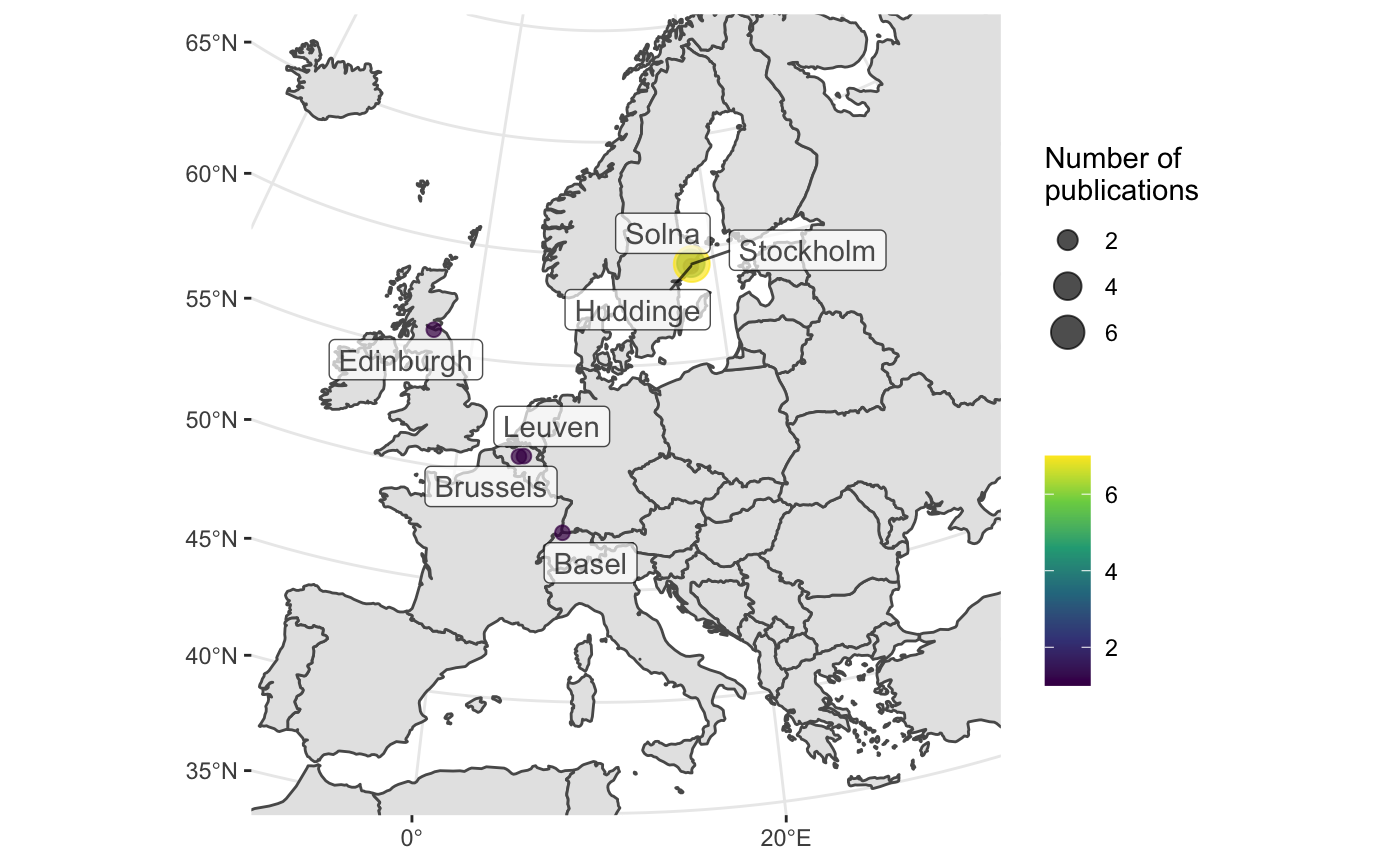 65°N
60°N
55°N
50°N
45°N
40°N
35°N
0°
20°E
Solna
Stockholm
Huddinge
Edinburgh
Leuven
Brussels
Basel
Number of
publications
2
4
6
6
4
2